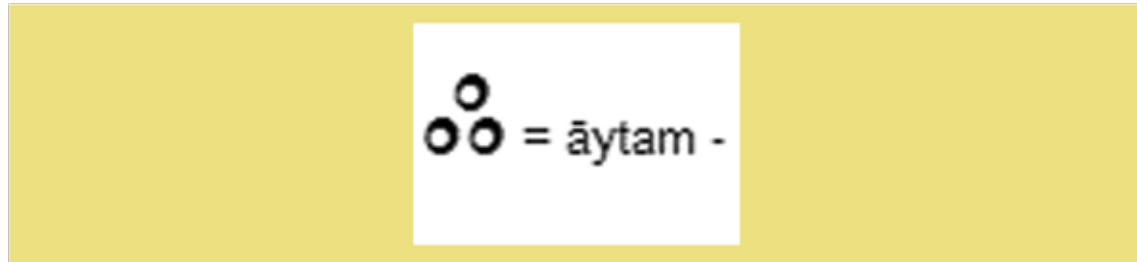 ஃ = āytam -